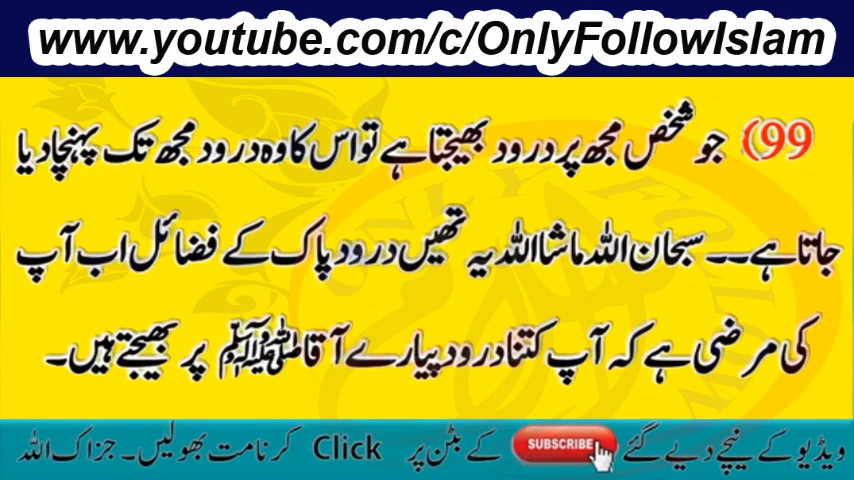 www.youtube.com/c/OnlyFollowIslam
99) جو شخص مجھ پر درود بھیجتا ہے تو اس کا وہ درود مجھ تک پہنچا دیا
جاتا ہے۔۔ سبحان اللہ ماشا اللہ یہ تھیں درود پاک کے فضائل اب آپ
کی مرضی ہے کہ آپ کتنا درود پیارے آقا ﷺ پر بھیجتے ہیں۔
ویڈیو کے نیچے دیے گئے SUBSCRIBE کے بٹن پر Click کرنا مت بھولیں۔ جزاک اللہ